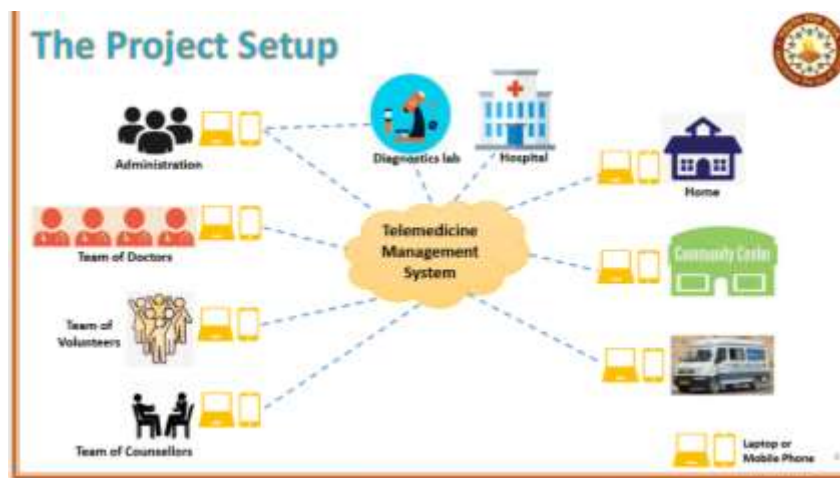 The Project Setup
Administration
Diagnostics lab
Hospital
Home
Team of Doctors
Telemedicine
Management
System
Community Center
Team of
Volunteers
Team of Counsellors
Laptop or
Mobile Phone